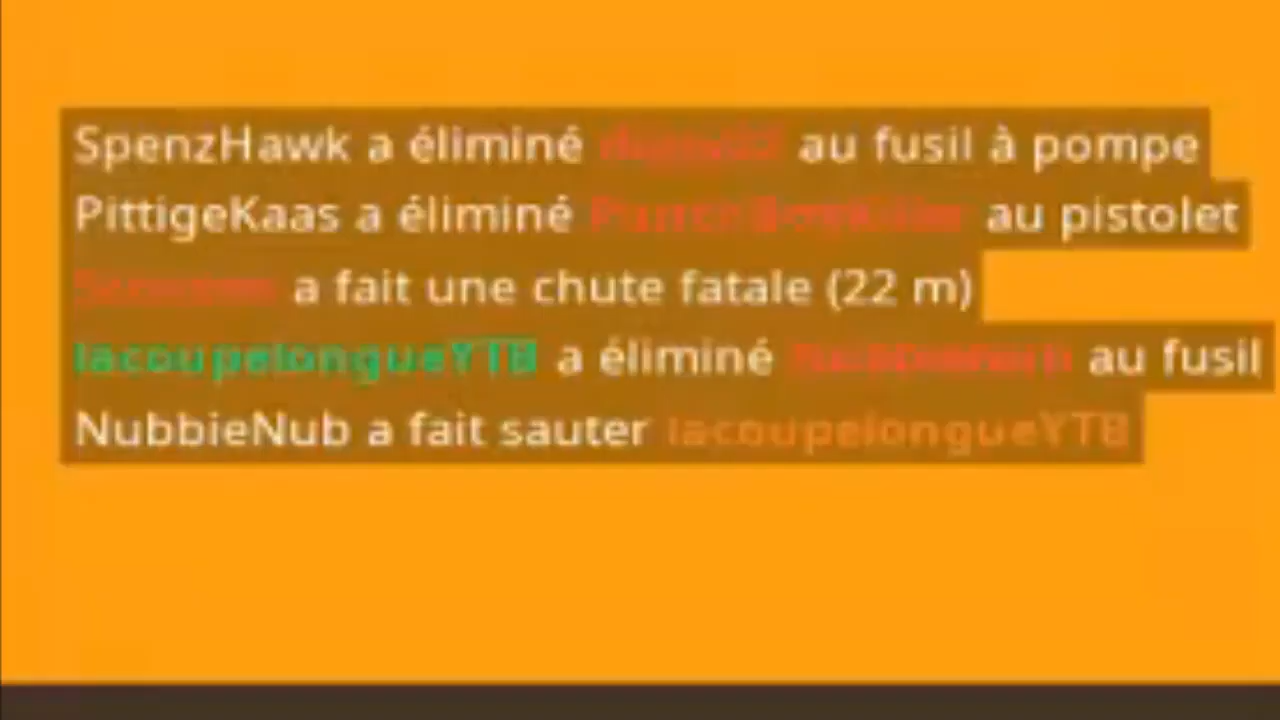 SpenzHawk a éliminé au fusil à pompe
PittigeKaas a éliminé au pistolet
a fait une chute fatale (22 m)
lacoupelongueYTB a éliminé au fusil
NubbieNub a fait sauter lacoupelongueYTB